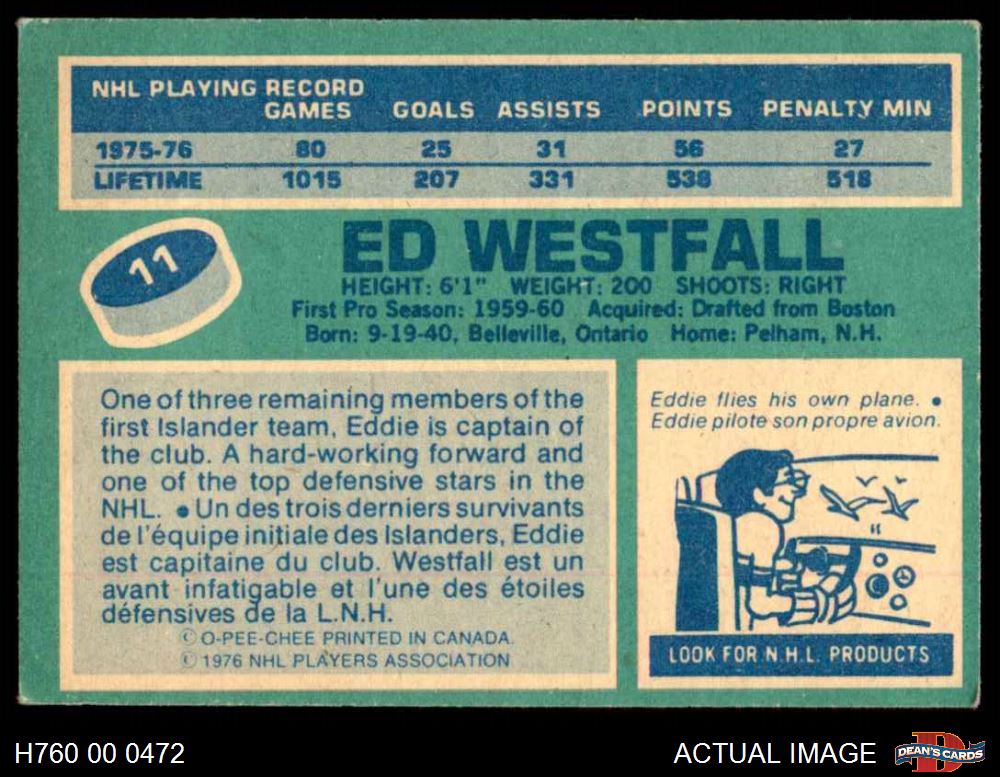 NHL PLAYING RECORD
GAMES GOALS ASSISTS POINTS PENALTY MIN
1975-76 80 25 31 56 27
LIFETIME 1015 207 331 538 518
11
ED WESTFALL
HEIGHT: 6'1" WEIGHT: 200 SHOOTS: RIGHT
First Pro Season: 1959-60 Acquired: Drafted from Boston
Born: 9-19-40, Belleville, Ontario Home: Pelham, N.H.
One of three remaining members of the
first Islander team, Eddie is captain of
the club. A hard-working forward and
one of the top defensive stars in the
NHL. • Un des trois derniers survivants
de l'équipe initiale des Islanders, Eddie
est capitaine du club. Westfall est un
avant infatigable et l'une des étoiles
défensives de la L.N.H.
© O-PEE-CHEE PRINTED IN CANADA.
© 1976 NHL PLAYERS ASSOCIATION
Eddie flies his own plane. •
Eddie pilote son propre avion.
LOOK FOR N.H.L. PRODUCTS
H760 00 0472
ACTUAL IMAGE
D
DEAN'S CARDS